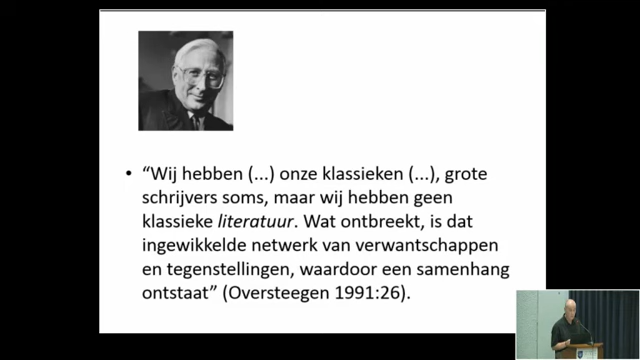 • “Wij hebben (...) onze klassieken (...), grote
schrijvers soms, maar wij hebben geen
klassieke literatuur. Wat ontbreekt, is dat
ingewikkelde netwerk van verwantschappen
en tegenstellingen, waardoor een samenhang
ontstaat” (Oversteegen 1991:26).